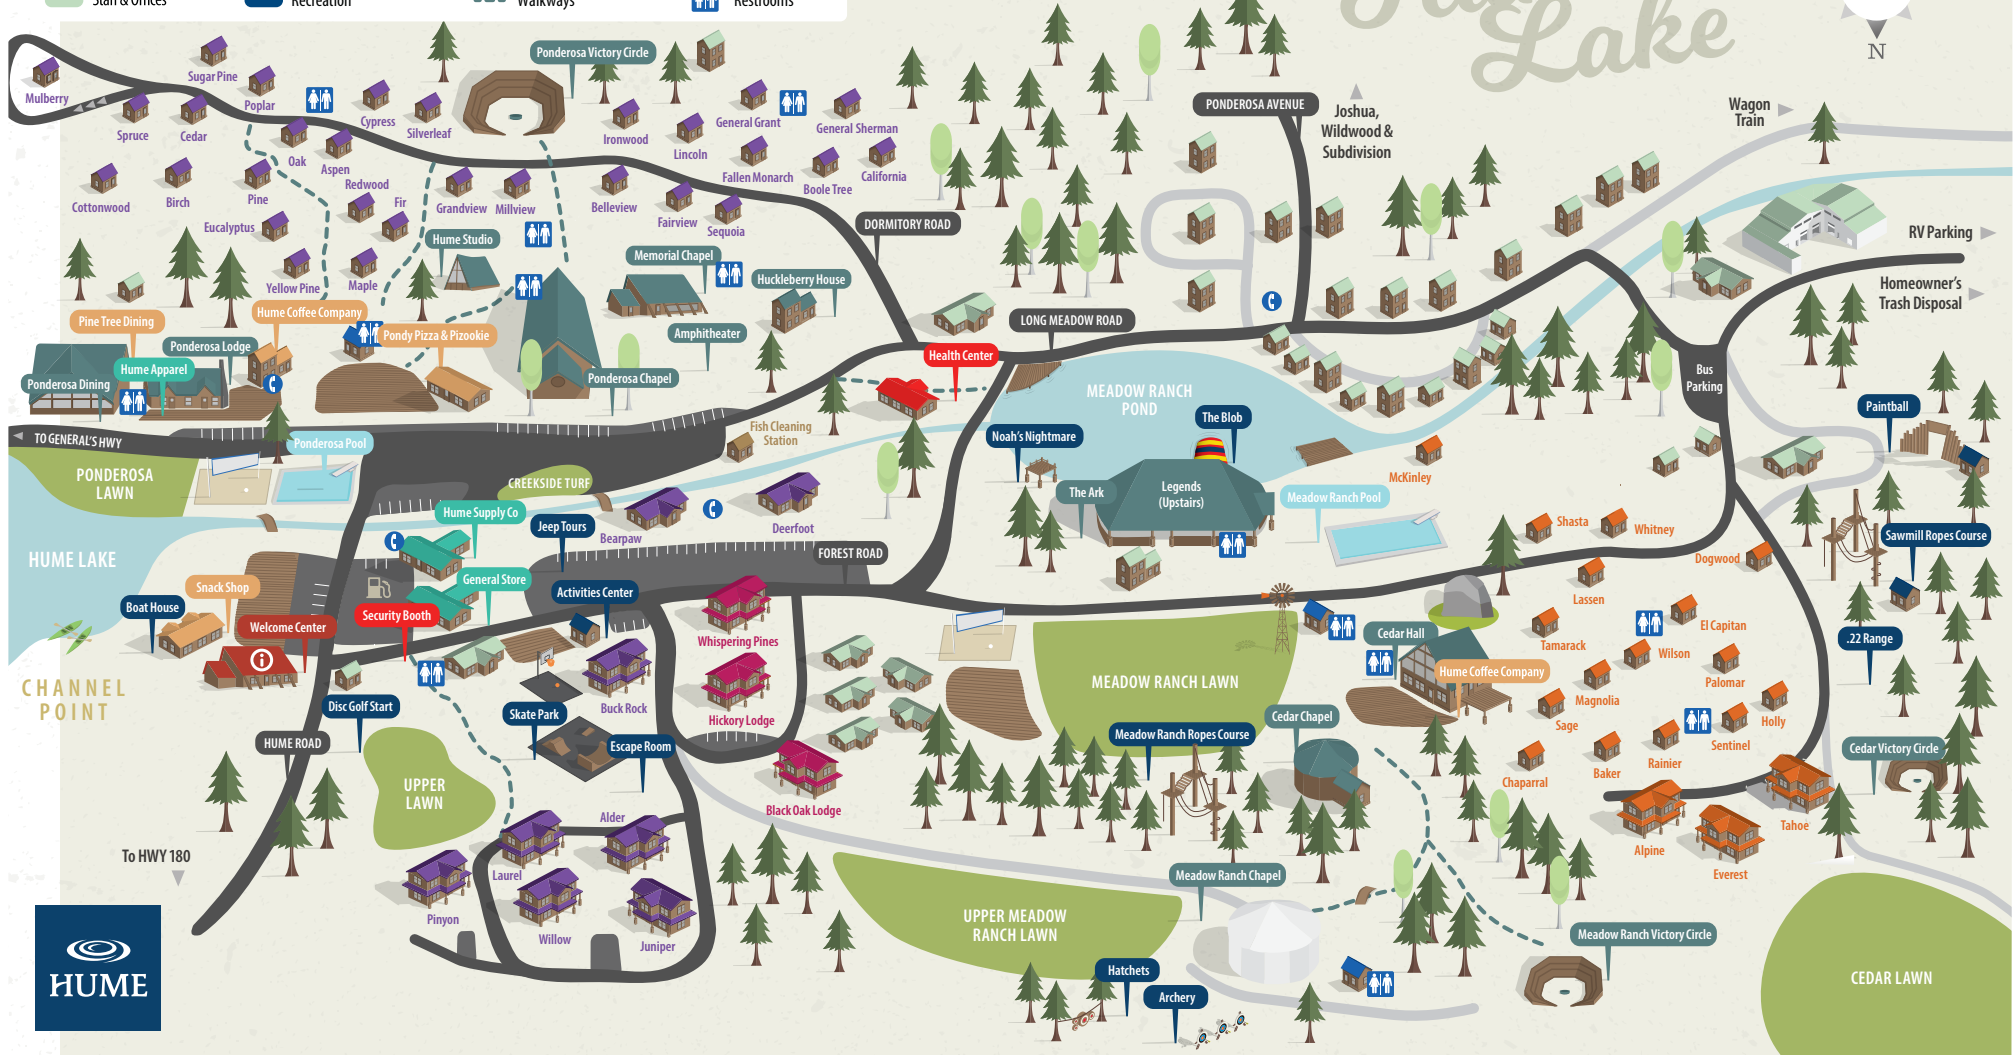 Staff & Offices
Recreation
Walkways
Restrooms
Lake
N
Mulberry
Sugar Pine
Poplar
Spruce
Cedar
Cypress
Silverleaf
Oak
Aspen
Cottonwood
Birch
Pine
Redwood
Fir
Eucalyptus
Yellow Pine
Maple
Grandview
Millview
Ponderosa Victory Circle
Ironwood
Lincoln
General Grant
General Sherman
Fallen Monarch
Boole Tree
California
Belleview
Fairview
Sequoia
PONDEROSA AVENUE
Joshua,
Wildwood &
Subdivision
Wagon
Train
RV Parking
Homeowner's
Trash Disposal
DORMITORY ROAD
Hume Studio
Memorial Chapel
Huckleberry House
Amphitheater
Pine Tree Dining
Hume Coffee Company
Pondy Pizza & Pizookie
Ponderosa Lodge
Hume Apparel
Ponderosa Dining
Ponderosa Chapel
LONG MEADOW ROAD
Health Center
MEADOW RANCH
POND
Bus
Parking
The Blob
Noah's Nightmare
Paintball
TO GENERAL'S HWY
Ponderosa Pool
PONDEROSA
LAWN
Fish Cleaning
Station
CREEKSIDE TURF
McKinley
The Ark
Legends
(Upstairs)
Meadow Ranch Pool
Hume Supply Co
Jeep Tours
Bearpaw
Deerfoot
HUME LAKE
FOREST ROAD
Shasta
Whitney
Dogwood
Sawmill Ropes Course
Snack Shop
Boat House
General Store
Activities Center
Security Booth
Welcome Center
Whispering Pines
Lassen
El Capitan
Tamarack
Wilson
.22 Range
Cedar Hall
Hume Coffee Company
CHANNEL
POINT
MEADOW RANCH LAWN
Palomar
Magnolia
Sage
Holly
Sentinel
Disc Golf Start
Skate Park
Buck Rock
Hickory Lodge
Escape Room
HUME ROAD
Meadow Ranch Ropes Course
Cedar Chapel
Rainier
Baker
Chaparral
Cedar Victory Circle
UPPER
LAWN
Black Oak Lodge
Alder
Tahoe
Alpine
Everest
To HWY 180
Laurel
Pinyon
Willow
Juniper
Meadow Ranch Chapel
UPPER MEADOW
RANCH LAWN
Meadow Ranch Victory Circle
Hatchets
Archery
CEDAR LAWN
HUME